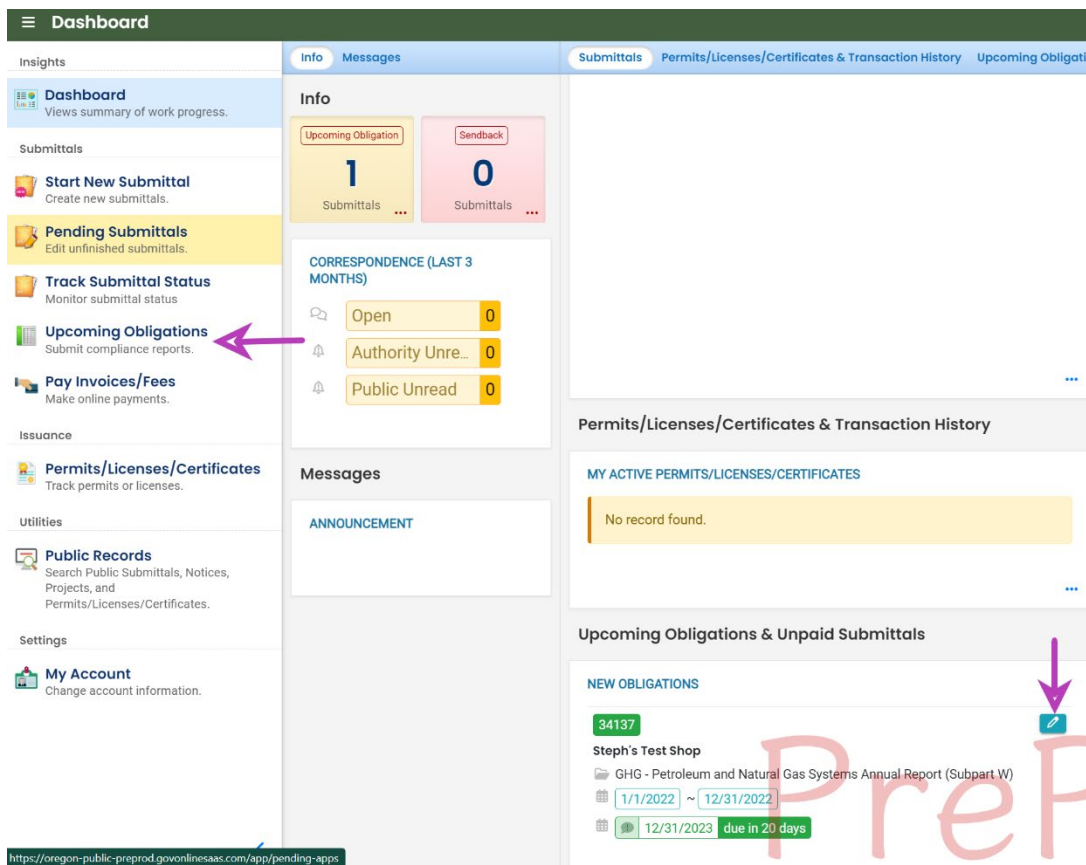 Dashboard
Insights
Dashboard
Views summary of work progress.
Submittals
Start New Submittal
Create new submittals.
Pending Submittals
Edit unfinished submittals.
Track Submittal Status
Monitor submittal status
Upcoming Obligations
Submit compliance reports.
Pay Invoices/Fees
Make online payments.
Issuance
Permits/Licenses/Certificates
Track permits or licenses.
Utilities
Public Records
Search Public Submittals, Notices,
Projects, and
Permits/Licenses/Certificates.
Settings
My Account
Change account information.
https://oregon-public-preprod.govonlinesaas.com/app/pending-apps
Info Messages
Info
Upcoming Obligation
1
Submittals
...
Sendback
0
Submittals
...
CORRESPONDENCE (LAST 3
MONTHS)
Open 0
Authority Unre... 0
Public Unread 0
Messages
ANNOUNCEMENT
Submittals Permits/Licenses/Certificates & Transaction History Upcoming Obligati
...
Permits/Licenses/Certificates & Transaction History
MY ACTIVE PERMITS/LICENSES/CERTIFICATES
No record found.
...
Upcoming Obligations & Unpaid Submittals
NEW OBLIGATIONS
34137
Steph's Test Shop
GHG - Petroleum and Natural Gas Systems Annual Report (Subpart W)
1/1/2022 ~ 12/31/2022
12/31/2023 due in 20 days
PreP